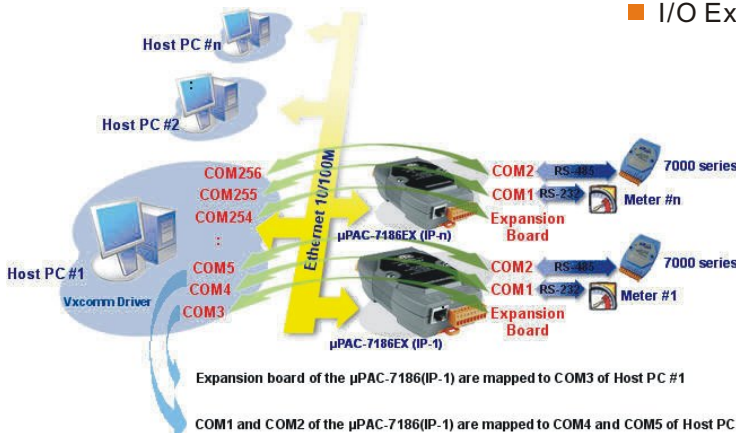 I/O Ex
Host PC #n
Host PC #2
Ethernet 10/100M
COM256
COM255
COM254
:
COM5
COM4
COM3
Host PC #1
Vxcomm Driver
COM2
RS-485
7000 series
COM1
RS-232
Meter #n
Expansion
Board
µPAC-7186EX (IP-n)
COM2
RS-485
7000 series
COM1
RS-232
Meter #1
Expansion
Board
µPAC-7186EX (IP-1)
Expansion board of the µPAC-7186(IP-1) are mapped to COM3 of Host PC #1
COM1 and COM2 of the µPAC-7186(IP-1) are mapped to COM4 and COM5 of Host PC